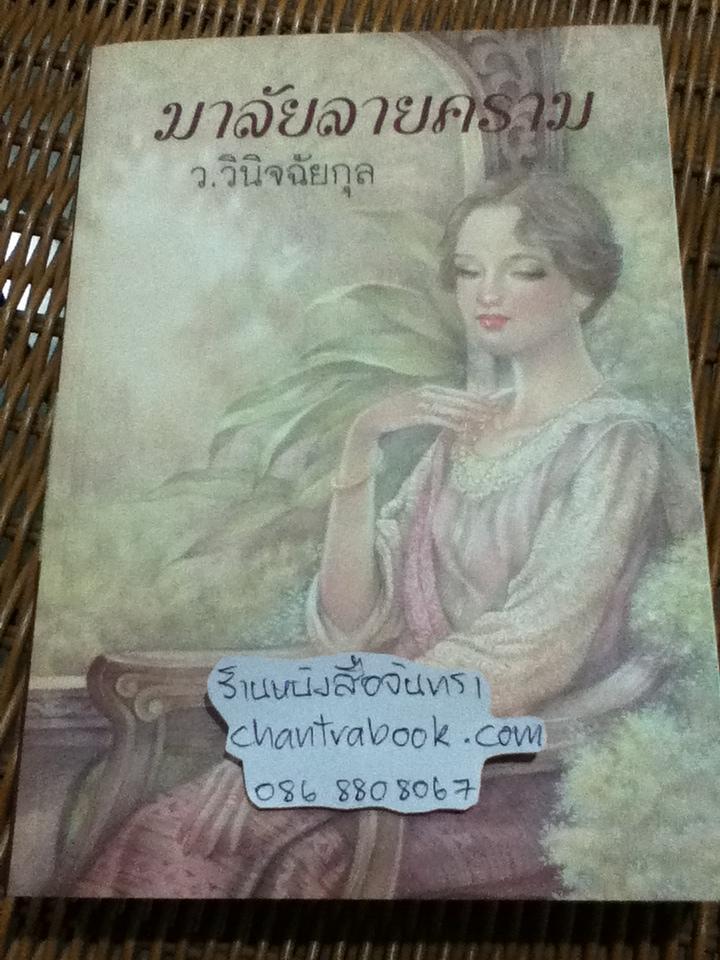 มาลัยลายคราม
ว.วินิจฉัยกุล
ร้านหนังสือจันทรา
chantrabook.com
086 8808067